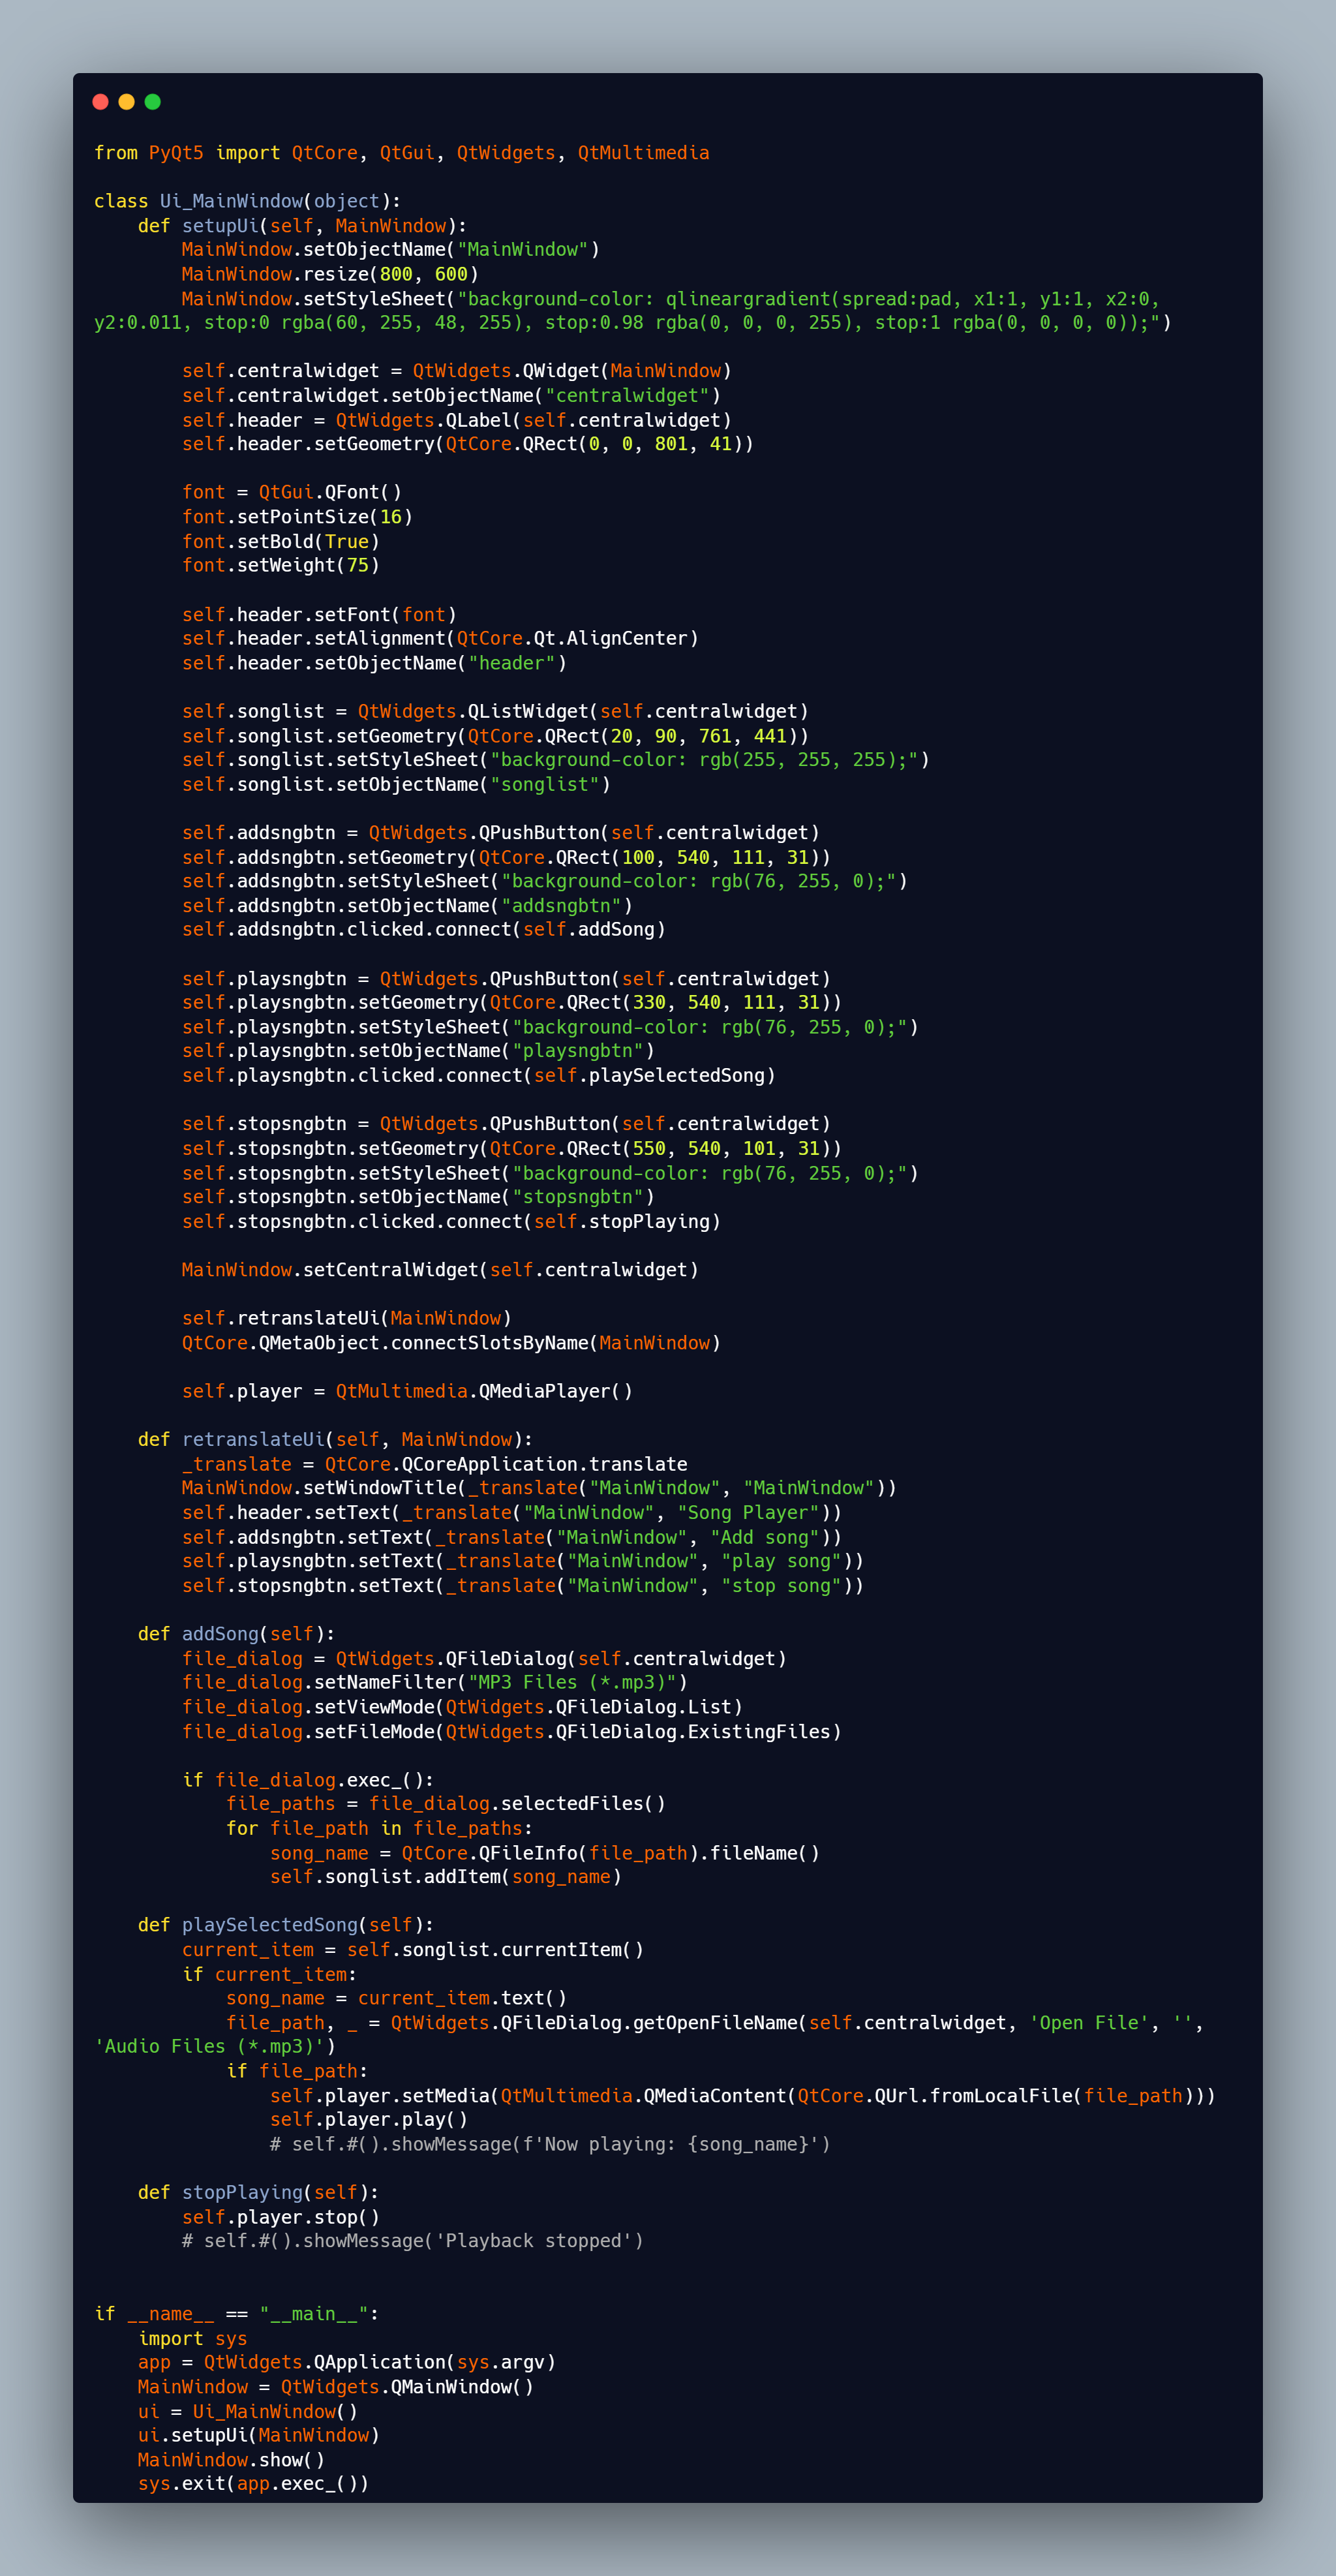 from PyQt5 import QtCore, QtGui, QtWidgets, QtMultimedia

class Ui_MainWindow(object):
    def setupUi(self, MainWindow):
        MainWindow.setObjectName("MainWindow")
        MainWindow.resize(800, 600)
        MainWindow.setStyleSheet("background-color: qlineargradient(spread:pad, x1:1, y1:1, x2:0,
y2:0.011, stop:0 rgba(60, 255, 48, 255), stop:0.98 rgba(0, 0, 0, 255), stop:1 rgba(0, 0, 0, 0));")

        self.centralwidget = QtWidgets.QWidget(MainWindow)
        self.centralwidget.setObjectName("centralwidget")
        self.header = QtWidgets.QLabel(self.centralwidget)
        self.header.setGeometry(QtCore.QRect(0, 0, 801, 41))

        font = QtGui.QFont()
        font.setPointSize(16)
        font.setBold(True)
        font.setWeight(75)

        self.header.setFont(font)
        self.header.setAlignment(QtCore.Qt.AlignCenter)
        self.header.setObjectName("header")

        self.songlist = QtWidgets.QListWidget(self.centralwidget)
        self.songlist.setGeometry(QtCore.QRect(20, 90, 761, 441))
        self.songlist.setStyleSheet("background-color: rgb(255, 255, 255);")
        self.songlist.setObjectName("songlist")

        self.addsngbtn = QtWidgets.QPushButton(self.centralwidget)
        self.addsngbtn.setGeometry(QtCore.QRect(100, 540, 111, 31))
        self.addsngbtn.setStyleSheet("background-color: rgb(76, 255, 0);")
        self.addsngbtn.setObjectName("addsngbtn")
        self.addsngbtn.clicked.connect(self.addSong)

        self.playsngbtn = QtWidgets.QPushButton(self.centralwidget)
        self.playsngbtn.setGeometry(QtCore.QRect(330, 540, 111, 31))
        self.playsngbtn.setStyleSheet("background-color: rgb(76, 255, 0);")
        self.playsngbtn.setObjectName("playsngbtn")
        self.playsngbtn.clicked.connect(self.playSelectedSong)

        self.stopsngbtn = QtWidgets.QPushButton(self.centralwidget)
        self.stopsngbtn.setGeometry(QtCore.QRect(550, 540, 101, 31))
        self.stopsngbtn.setStyleSheet("background-color: rgb(76, 255, 0);")
        self.stopsngbtn.setObjectName("stopsngbtn")
        self.stopsngbtn.clicked.connect(self.stopPlaying)

        MainWindow.setCentralWidget(self.centralwidget)

        self.retranslateUi(MainWindow)
        QtCore.QMetaObject.connectSlotsByName(MainWindow)

        self.player = QtMultimedia.QMediaPlayer()

    def retranslateUi(self, MainWindow):
        _translate = QtCore.QCoreApplication.translate
        MainWindow.setWindowTitle(_translate("MainWindow", "MainWindow"))
        self.header.setText(_translate("MainWindow", "Song Player"))
        self.addsngbtn.setText(_translate("MainWindow", "Add song"))
        self.playsngbtn.setText(_translate("MainWindow", "play song"))
        self.stopsngbtn.setText(_translate("MainWindow", "stop song"))

    def addSong(self):
        file_dialog = QtWidgets.QFileDialog(self.centralwidget)
        file_dialog.setNameFilter("MP3 Files (*.mp3)")
        file_dialog.setViewMode(QtWidgets.QFileDialog.List)
        file_dialog.setFileMode(QtWidgets.QFileDialog.ExistingFiles)

        if file_dialog.exec_():
            file_paths = file_dialog.selectedFiles()
            for file_path in file_paths:
                song_name = QtCore.QFileInfo(file_path).fileName()
                self.songlist.addItem(song_name)

    def playSelectedSong(self):
        current_item = self.songlist.currentItem()
        if current_item:
            song_name = current_item.text()
            file_path, _ = QtWidgets.QFileDialog.getOpenFileName(self.centralwidget, 'Open File', '',
'Audio Files (*.mp3)')
            if file_path:
                self.player.setMedia(QtMultimedia.QMediaContent(QtCore.QUrl.fromLocalFile(file_path)))
                self.player.play()
                # self.#().showMessage(f'Now playing: {song_name}')

    def stopPlaying(self):
        self.player.stop()
        # self.#().showMessage('Playback stopped')


if __name__ == "__main__":
    import sys
    app = QtWidgets.QApplication(sys.argv)
    MainWindow = QtWidgets.QMainWindow()
    ui = Ui_MainWindow()
    ui.setupUi(MainWindow)
    MainWindow.show()
    sys.exit(app.exec_())